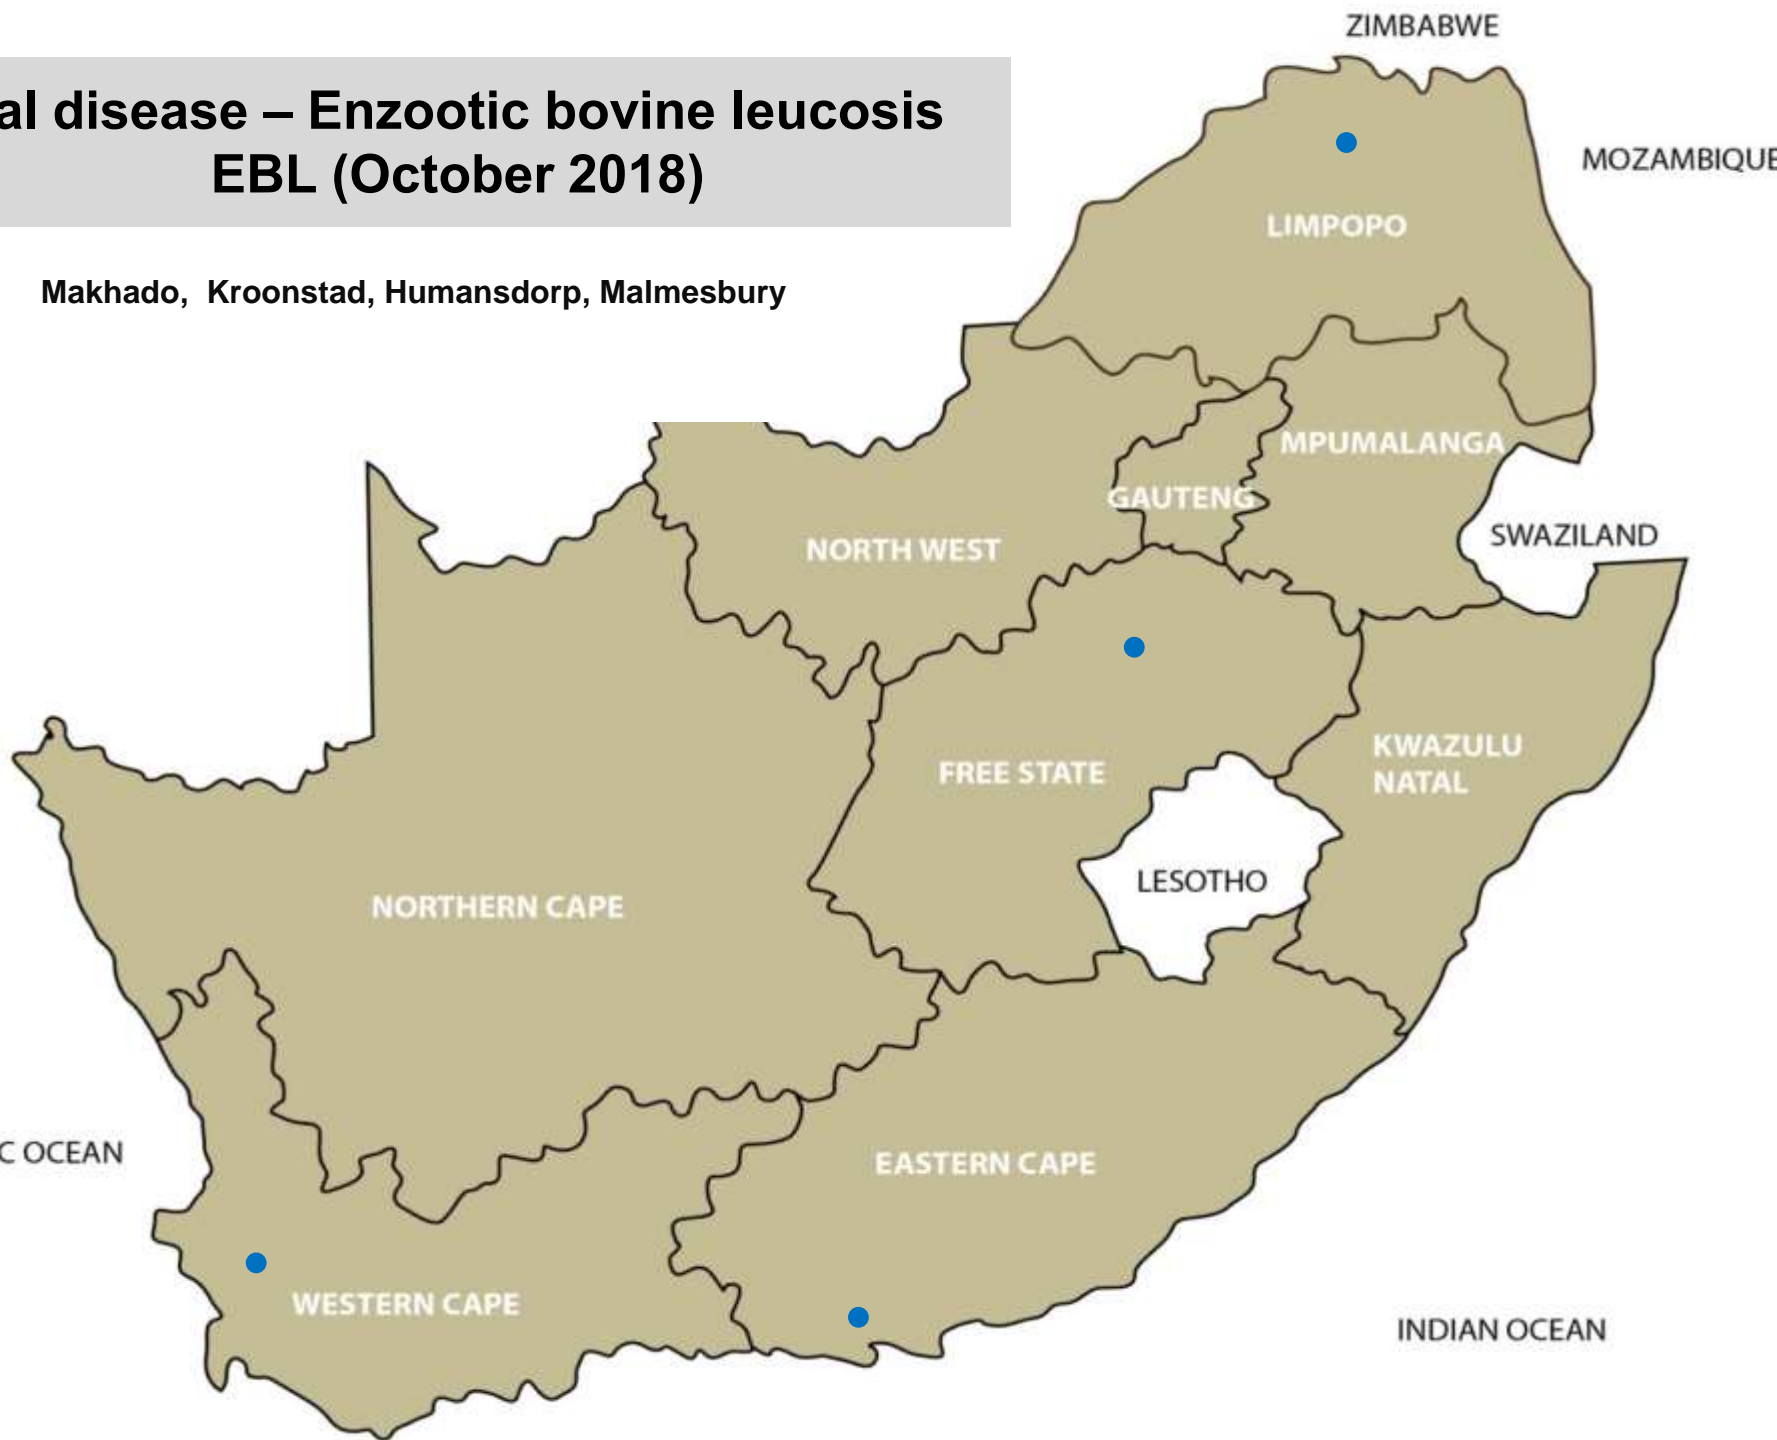 al disease – Enzootic bovine leucosis
EBL (October 2018)
Makhado, Kroonstad, Humansdorp, Malmesbury
ZIMBABWE
MOZAMBIQUE
LIMPOPO
MPUMALANGA
GAUTENG
NORTH WEST
SWAZILAND
KWAZULU
NATAL
FREE STATE
LESOTHO
NORTHERN CAPE
C OCEAN
EASTERN CAPE
WESTERN CAPE
INDIAN OCEAN